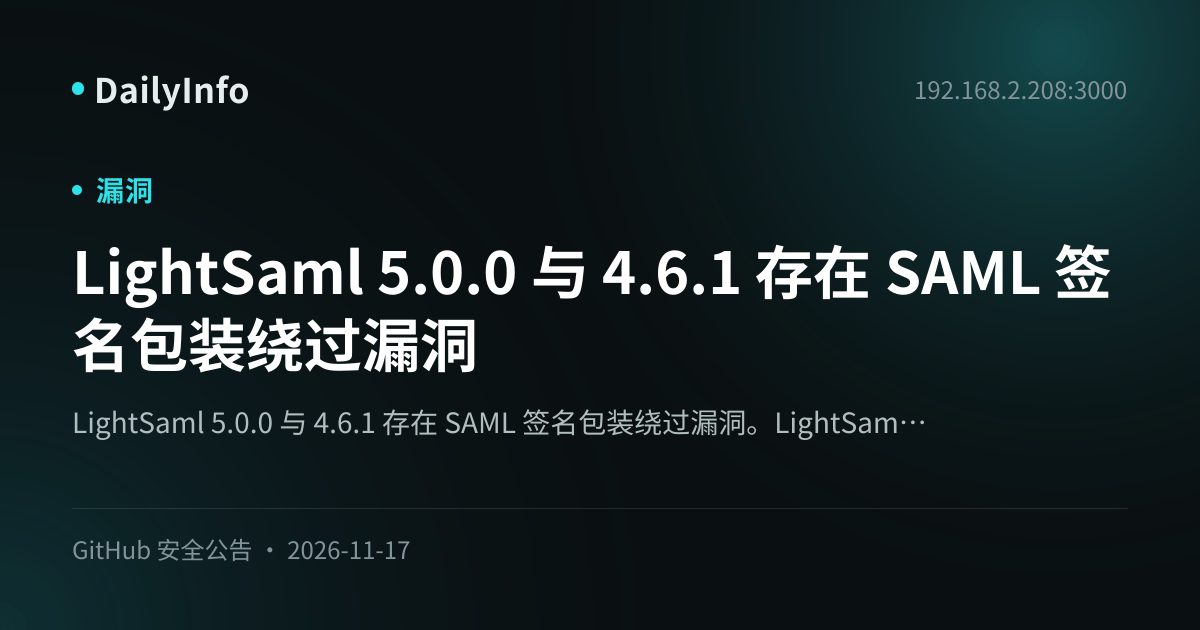 DailyInfo
192.168.2.208:3000
漏洞
LightSaml 5.0.0 与 4.6.1 存在 SAML 签
名包装绕过漏洞
LightSaml 5.0.0 与 4.6.1 存在 SAML 签名包装绕过漏洞。LightSam…
GitHub 安全公告 · 2026-11-17